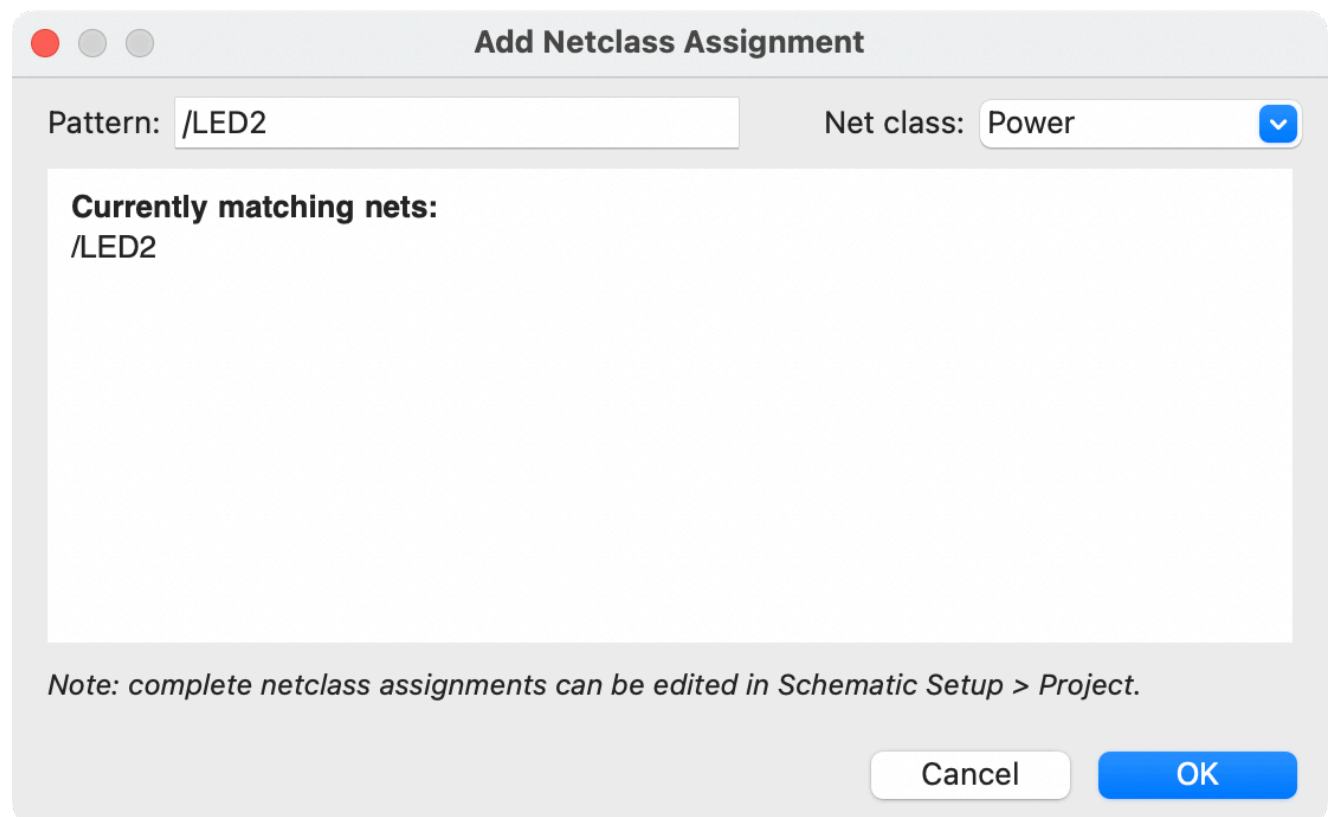 Add Netclass Assignment
Pattern: /LED2 Net class: Power
Currently matching nets:
/LED2
Note: complete netclass assignments can be edited in Schematic Setup > Project.
Cancel OK